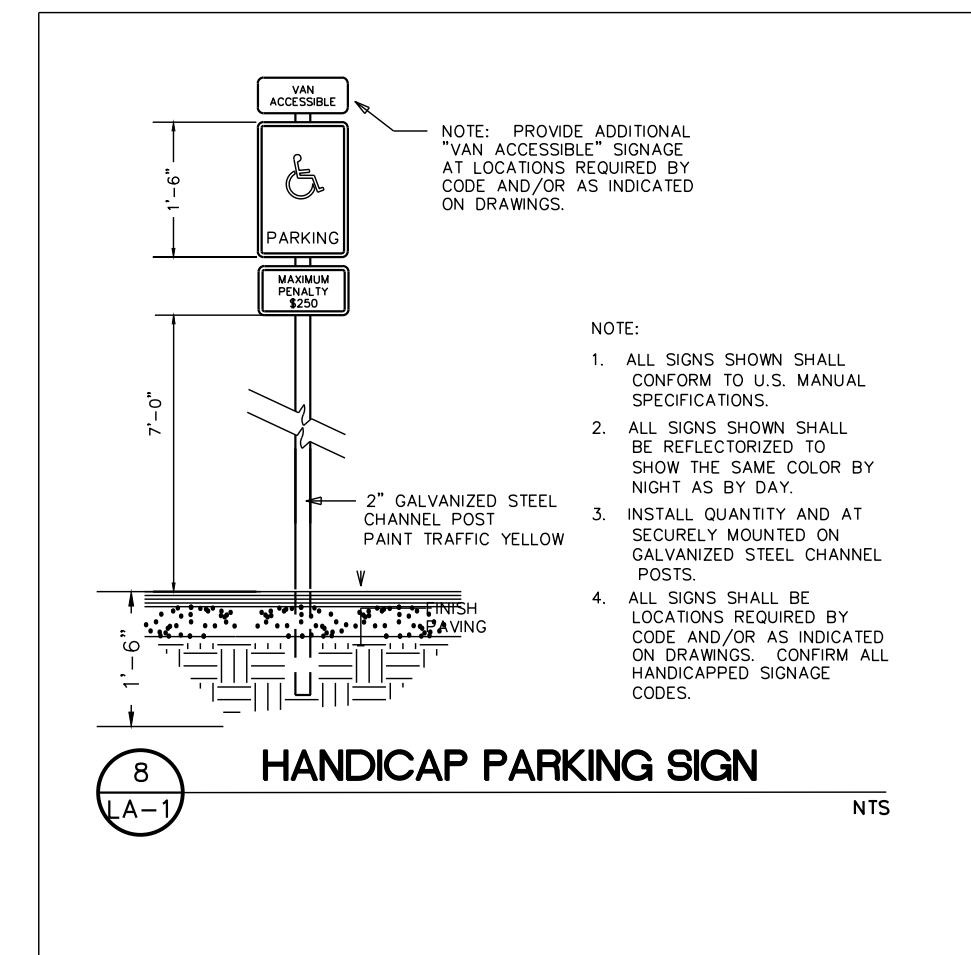 VAN
ACCESSIBLE
NOTE: PROVIDE ADDITIONAL
"VAN ACCESSIBLE" SIGNAGE
AT LOCATIONS REQUIRED BY
CODE AND/OR AS INDICATED
ON DRAWINGS.
1'-6"
PARKING
MAXIMUM
PENALTY
$250
7'-0"
NOTE:
1. ALL SIGNS SHOWN SHALL
CONFORM TO U.S. MANUAL
SPECIFICATIONS.
2. ALL SIGNS SHOWN SHALL
BE REFLECTORIZED TO
SHOW THE SAME COLOR BY
NIGHT AS BY DAY.
3. INSTALL QUANTITY AND AT
SECURELY MOUNTED ON
GALVANIZED STEEL CHANNEL
POSTS.
4. ALL SIGNS SHALL BE
LOCATIONS REQUIRED BY
CODE AND/OR AS INDICATED
ON DRAWINGS. CONFIRM ALL
HANDICAPPED SIGNAGE
CODES.
2" GALVANIZED STEEL
CHANNEL POST
PAINT TRAFFIC YELLOW
FINISH
PAVING
1'-6"
8
LA-1
HANDICAP PARKING SIGN
NTS